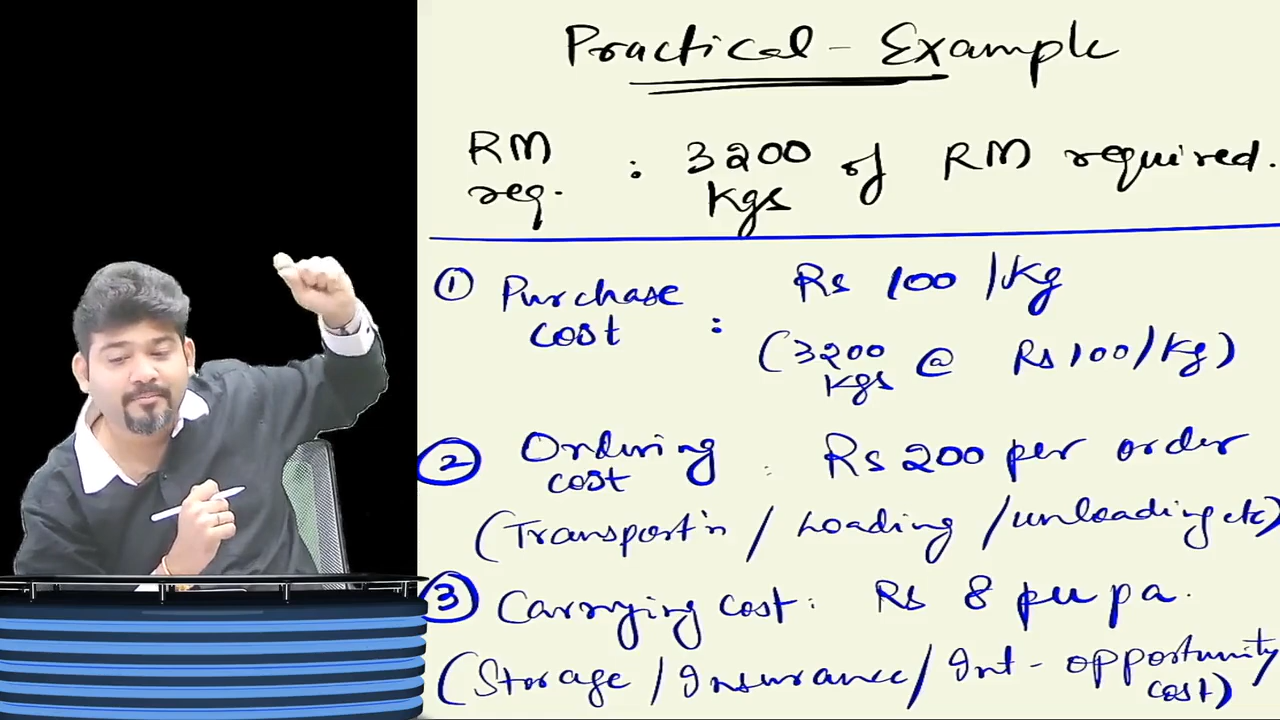 Practical - Example
RM req. : 3200 kgs of RM required.
① Purchase cost : Rs 100 /Kg
(3200 kgs @ Rs 100/Kg)
② Ordering cost : Rs 200 per order
(Transport'n / Loading / unloading etc)
③ Carrying cost : Rs 8 pu pa.
(Storage / Insurance / Int - opportunity cost)